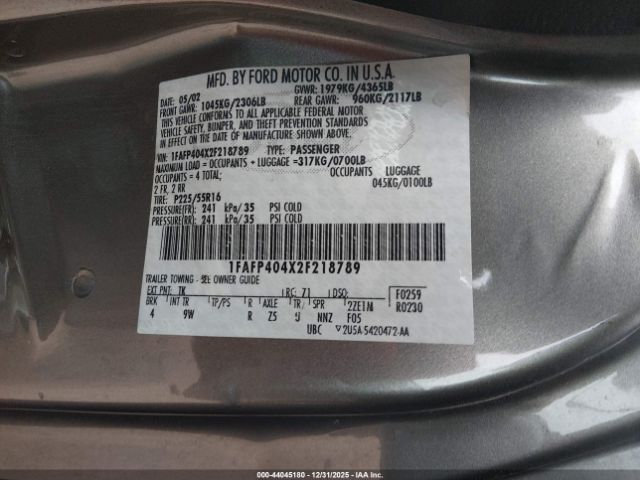 MFD. BY FORD MOTOR CO. IN U.S.A.
DATE: 05/02 GVWR: 1979KG/4365LB
FRONT GAWR: 1045KG/2306LB REAR GAWR: 960KG/2117LB
THIS VEHICLE CONFORMS TO ALL APPLICABLE FEDERAL MOTOR
VEHICLE SAFETY, BUMPER, AND THEFT PREVENTION STANDARDS
IN EFFECT ON THE DATE OF MANUFACTURE SHOWN ABOVE.
VIN: 1FAFP404X2F218789 TYPE: PASSENGER
MAXIMUM LOAD = OCCUPANTS + LUGGAGE =317KG/0700LB
OCCUPANTS = 4 TOTAL; OCCUPANTS LUGGAGE
2 FR, 2 RR 045KG/0100LB
TIRE: P225/55R16
PRESSURE(FR) 241 kPa/35 PSI COLD
PRESSURE(RR) 241 kPa/35 PSI COLD
1FAFP404X2F218789
TRAILER TOWING - SEE OWNER GUIDE
EXT PNT: TK RC: 71 DSO: F0259
BRK INT TR TP/PS R AXLE TR SPR 2ZE1M R0230
4 9W R Z5 J NNZ F05
UBC 2U5A-5420472-AA
000-44045180 - 12/31/2025 - IAAI.COM